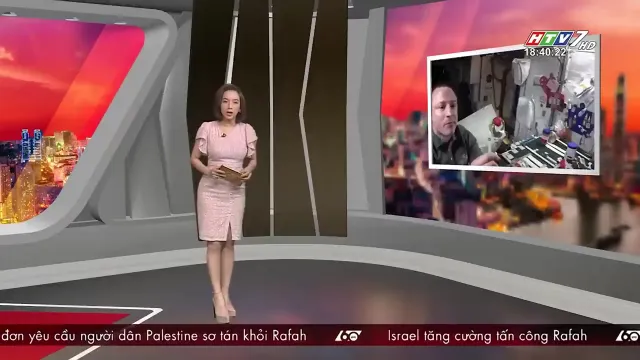 HTV7 HD
18:40:22
đơn yêu cầu người dân Palestine sơ tán khỏi Rafah 60 Israel tăng cường tấn công Rafah